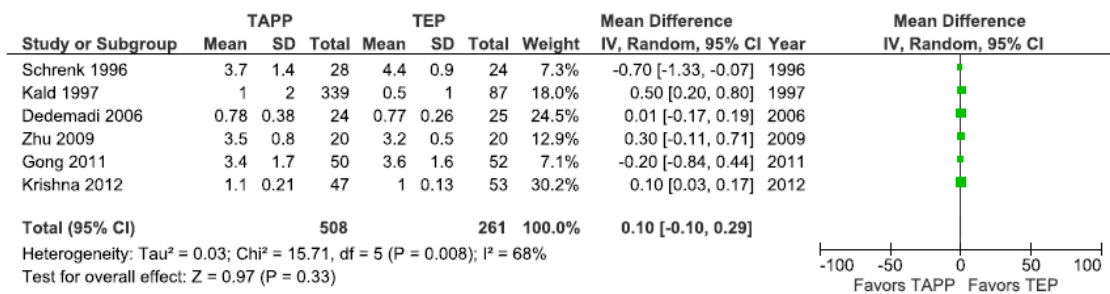 TAPP TEP Mean Difference Mean Difference
Study or Subgroup Mean SD Total Mean SD Total Weight IV, Random, 95% CI Year IV, Random, 95% CI
Schrenk 1996 3.7 1.4 28 4.4 0.9 24 7.3% -0.70 [-1.33, -0.07] 1996
Kald 1997 1 2 339 0.5 1 87 18.0% 0.50 [0.20, 0.80] 1997
Dedemadi 2006 0.78 0.38 24 0.77 0.26 25 24.5% 0.01 [-0.17, 0.19] 2006
Zhu 2009 3.5 0.8 20 3.2 0.5 20 12.9% 0.30 [-0.11, 0.71] 2009
Gong 2011 3.4 1.7 50 3.6 1.6 52 7.1% -0.20 [-0.84, 0.44] 2011
Krishna 2012 1.1 0.21 47 1 0.13 53 30.2% 0.10 [0.03, 0.17] 2012
Total (95% CI) 508 261 100.0% 0.10 [-0.10, 0.29]
Heterogeneity: Tau² = 0.03; Chi² = 15.71, df = 5 (P = 0.008); I² = 68%
Test for overall effect: Z = 0.97 (P = 0.33)
-100 -50 0 50 100
Favors TAPP Favors TEP